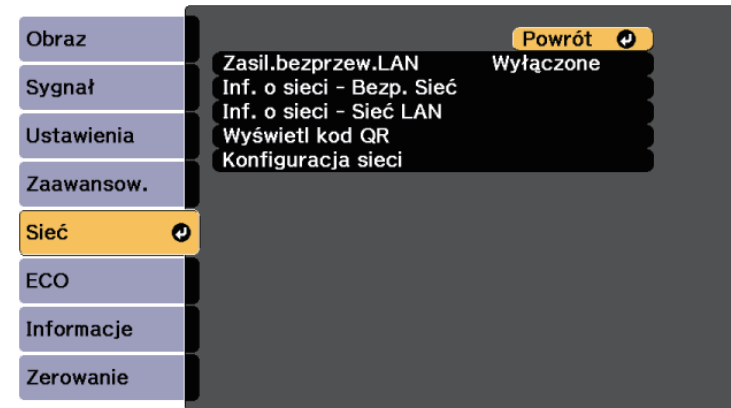 Obraz
Sygnał
Ustawienia
Zaawansow.
Sieć
ECO
Informacje
Zerowanie
Powrót
Zasil.bezprzew.LAN Wyłączone
Inf. o sieci - Bezp. Sieć
Inf. o sieci - Sieć LAN
Wyświetl kod QR
Konfiguracja sieci